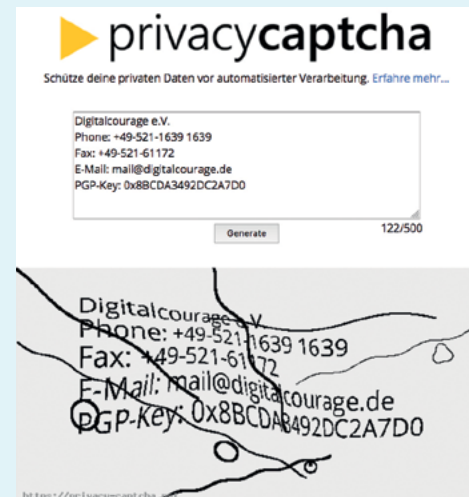 privacycaptcha
Schütze deine privaten Daten vor automatisierter Verarbeitung. Erfahre mehr...
Digitalcourage e.V.
Phone: +49-521-1639 1639
Fax: +49-521-61172
E-Mail: mail@digitalcourage.de
PGP-Key: 0x8BCDA3492DC2A7D0
Generate
122/500
Digitalcourage e.V.
Phone: +49-521-1639 1639
Fax: +49-521-61172
E-Mail: mail@digitalcourage.de
PGP-Key: 0x8BCDA3492DC2A7D0